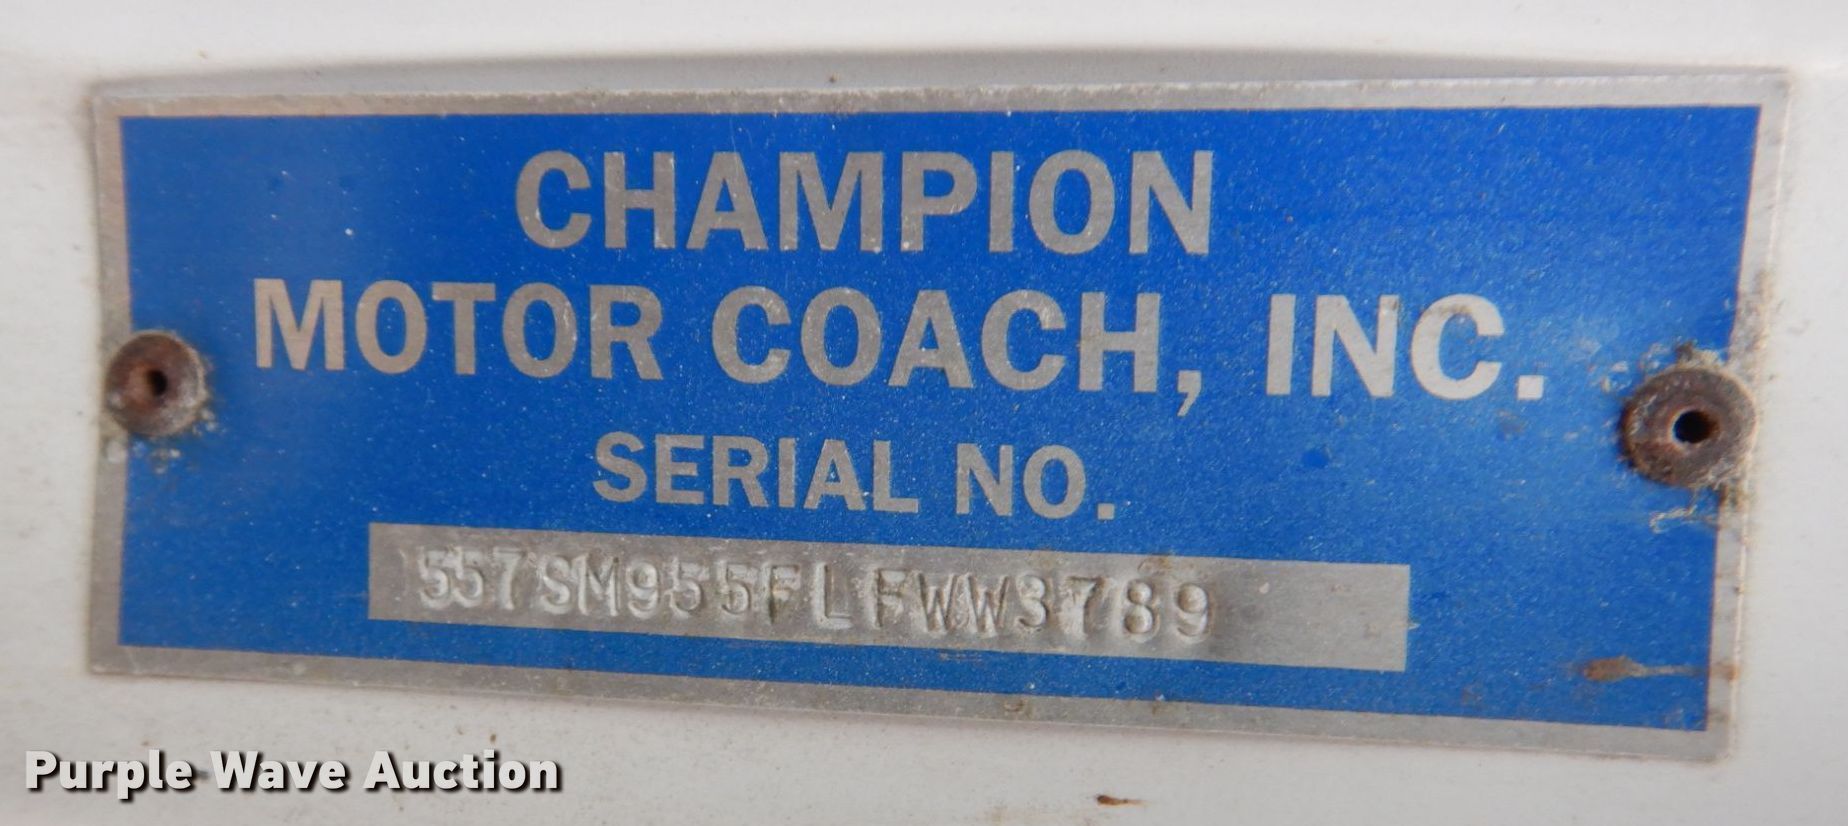 CHAMPION
MOTOR COACH, INC.
SERIAL NO.
557SM955FLFWW3789
Purple Wave Auction